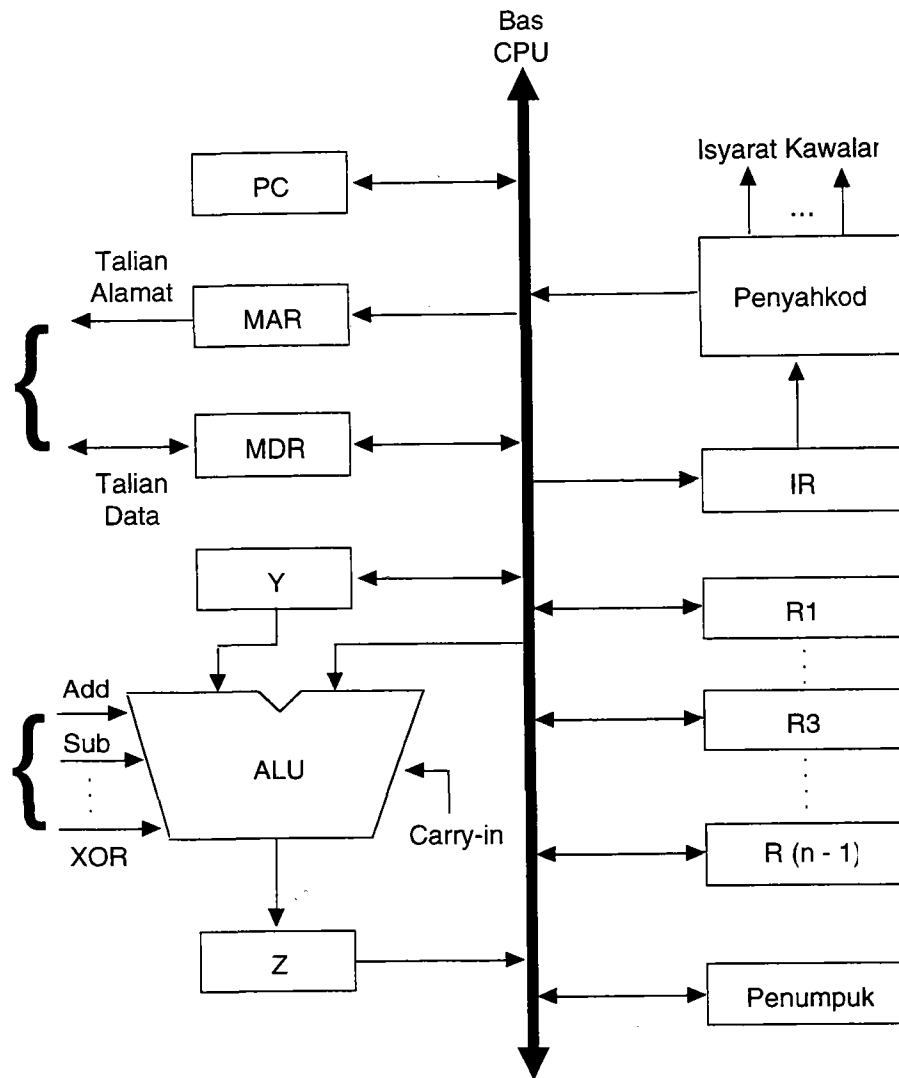 Bas
CPU
PC
Isyarat Kawalar
...
Talian
Alamat
MAR
Penyahkod
MDR
Talian
Data
IR
Y
R1
Add
Sub
ALU
R3
XOR
Carry-in
R (n - 1)
Z
Penumpuk